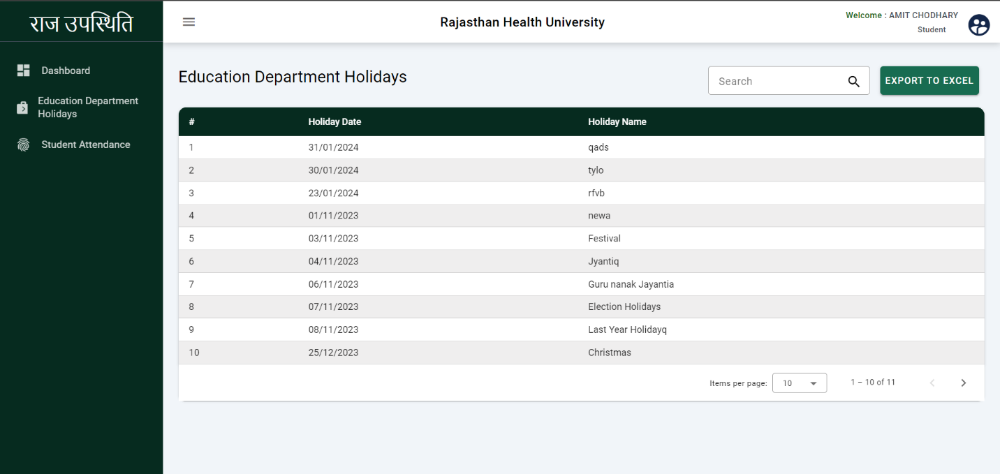 राज उपस्थिति
Rajasthan Health University
Welcome : AMIT CHODHARY
Student
Dashboard
Education Department
Holidays
Student Attendance
Education Department Holidays
Search
EXPORT TO EXCEL
# Holiday Date Holiday Name
1 31/01/2024 qads
2 30/01/2024 tylo
3 23/01/2024 rfvb
4 01/11/2023 newa
5 03/11/2023 Festival
6 04/11/2023 Jyantiq
7 06/11/2023 Guru nanak Jayantia
8 07/11/2023 Election Holidays
9 08/11/2023 Last Year Holidayq
10 25/12/2023 Christmas
Items per page: 10 1 – 10 of 11